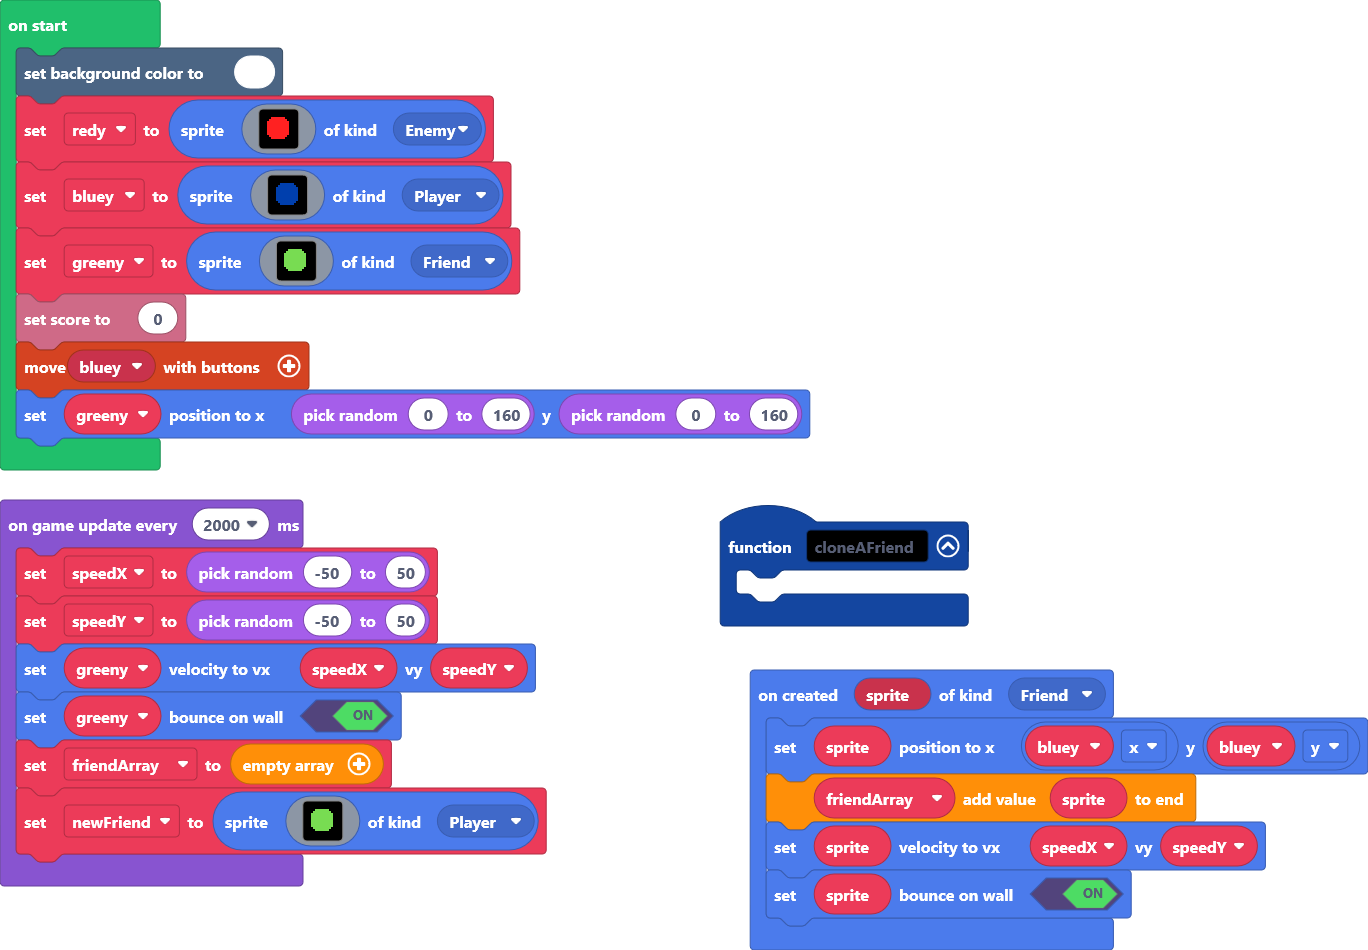 on start
set background color to
set redy to sprite of kind Enemy
set bluey to sprite of kind Player
set greeny to sprite of kind Friend
set score to 0
move bluey with buttons
set greeny position to x pick random 0 to 160 y pick random 0 to 160
on game update every 2000 ms
set speedX to pick random -50 to 50
set speedY to pick random -50 to 50
set greeny velocity to vx speedX vy speedY
set greeny bounce on wall ON
set friendArray to empty array
set newFriend to sprite of kind Player
function cloneAFriend
on created sprite of kind Friend
set sprite position to x bluey x y bluey y
friendArray add value sprite to end
set sprite velocity to vx speedX vy speedY
set sprite bounce on wall ON